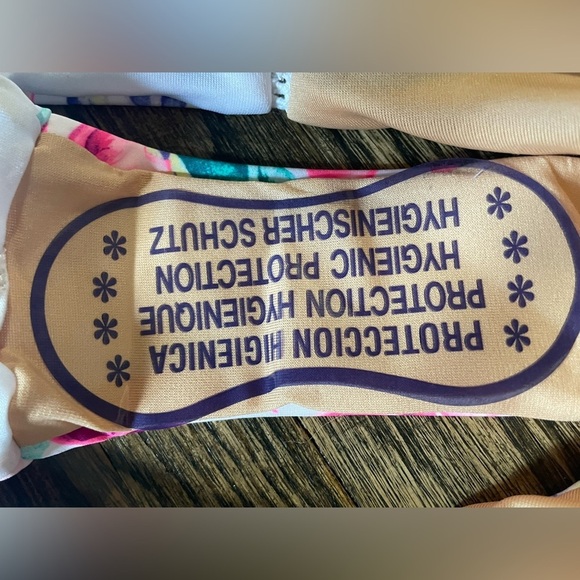 PROTECCION HIGIENICA
PROTECTION HYGIENIQUE
HYGIENIC PROTECTION
HYGIENISCHER SCHUTZ